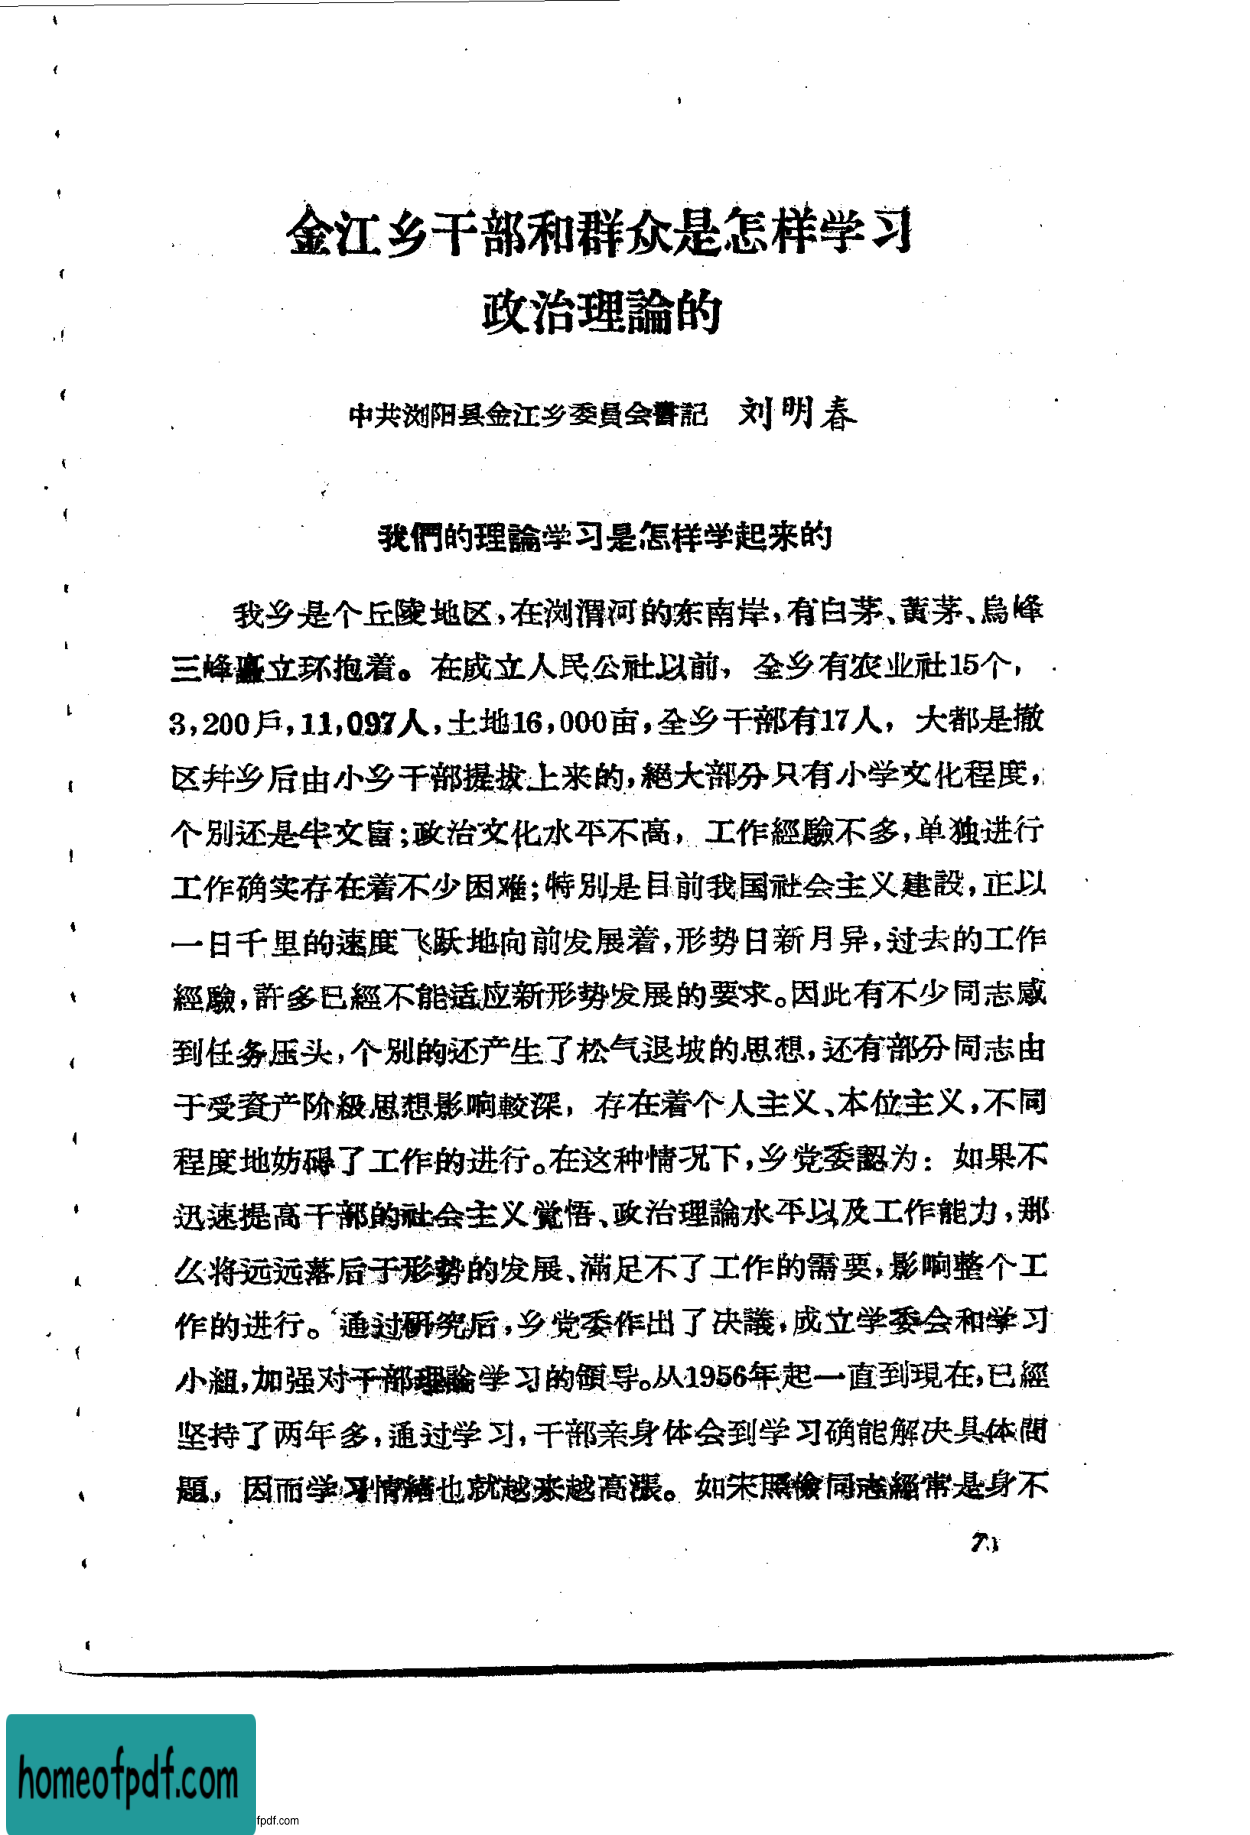 金江乡干部和群众是怎样学习
政治理論的
中共浏阳县金江乡委員会書記 刘明春
我們的理論学习是怎样学起来的
我乡是个丘陵地区,在浏渭河的东南岸,有白茅、黃茅、烏峰
三峰矗立环抱着。在成立人民公社以前, 全乡有农业社15个,
3,200戶,11,097人,土地16,000亩,全乡干部有17人, 大都是撤
区幷乡后由小乡干部提拔上来的,絕大部分只有小学文化程度,
个別还是半文盲;政治文化水平不高, 工作經驗不多,单独进行
工作确实存在着不少困难;特別是目前我国社会主义建設,正以
一日千里的速度飞跃地向前发展着,形势日新月异,过去的工作
經驗,許多已經不能适应新形势发展的要求。因此有不少同志感
到任务压头,个別的还产生了松气退坡的思想,还有部分同志由
于受資产阶級思想影响較深, 存在着个人主义、本位主义,不同
程度地妨碍了工作的进行。在这种情况下,乡党委認为: 如果不
迅速提高干部的社会主义觉悟、政治理論水平以及工作能力,那
么将远远落后于形势的发展、滿足不了工作的需要,影响整个工
作的进行。通过研究后,乡党委作出了决議,成立学委会和学习
小組,加强对干部理論学习的領导。从1956年起一直到現在,已經
坚持了两年多,通过学习,干部亲身体会到学习确能解决具体問
題, 因而学习情緖也就越来越高漲。 如宋照儉同志經常是身不
homeofpdf.com
fpdf.com